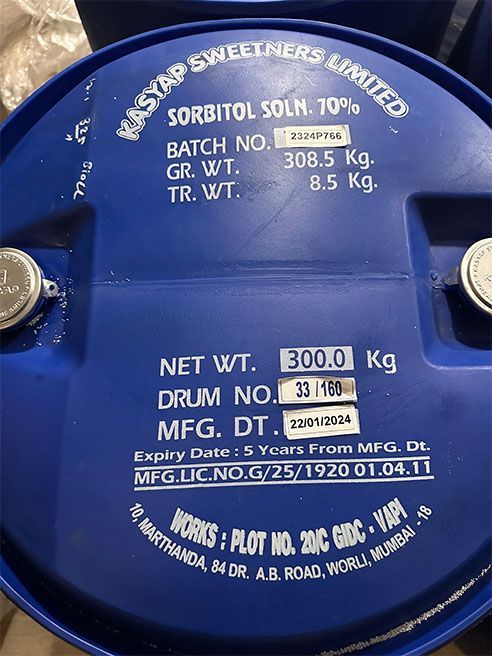 KASYAP SWEETNERS LIMITED
SORBITOL SOLN. 70%
BATCH NO. 2324P766
GR. WT. 308.5 Kg.
TR. WT. 8.5 Kg.
NET WT. 300.0 Kg
DRUM NO. 33/160
MFG. DT. 22/01/2024
Expiry Date : 5 Years From MFG. Dt.
MFG.LIC.NO.G/25/1920 01.04.11
WORKS : PLOT NO. 20/C GIDC - VAPI
10, MARTHANDA, 84 DR. A.B. ROAD, WORLI, MUMBAI - 18